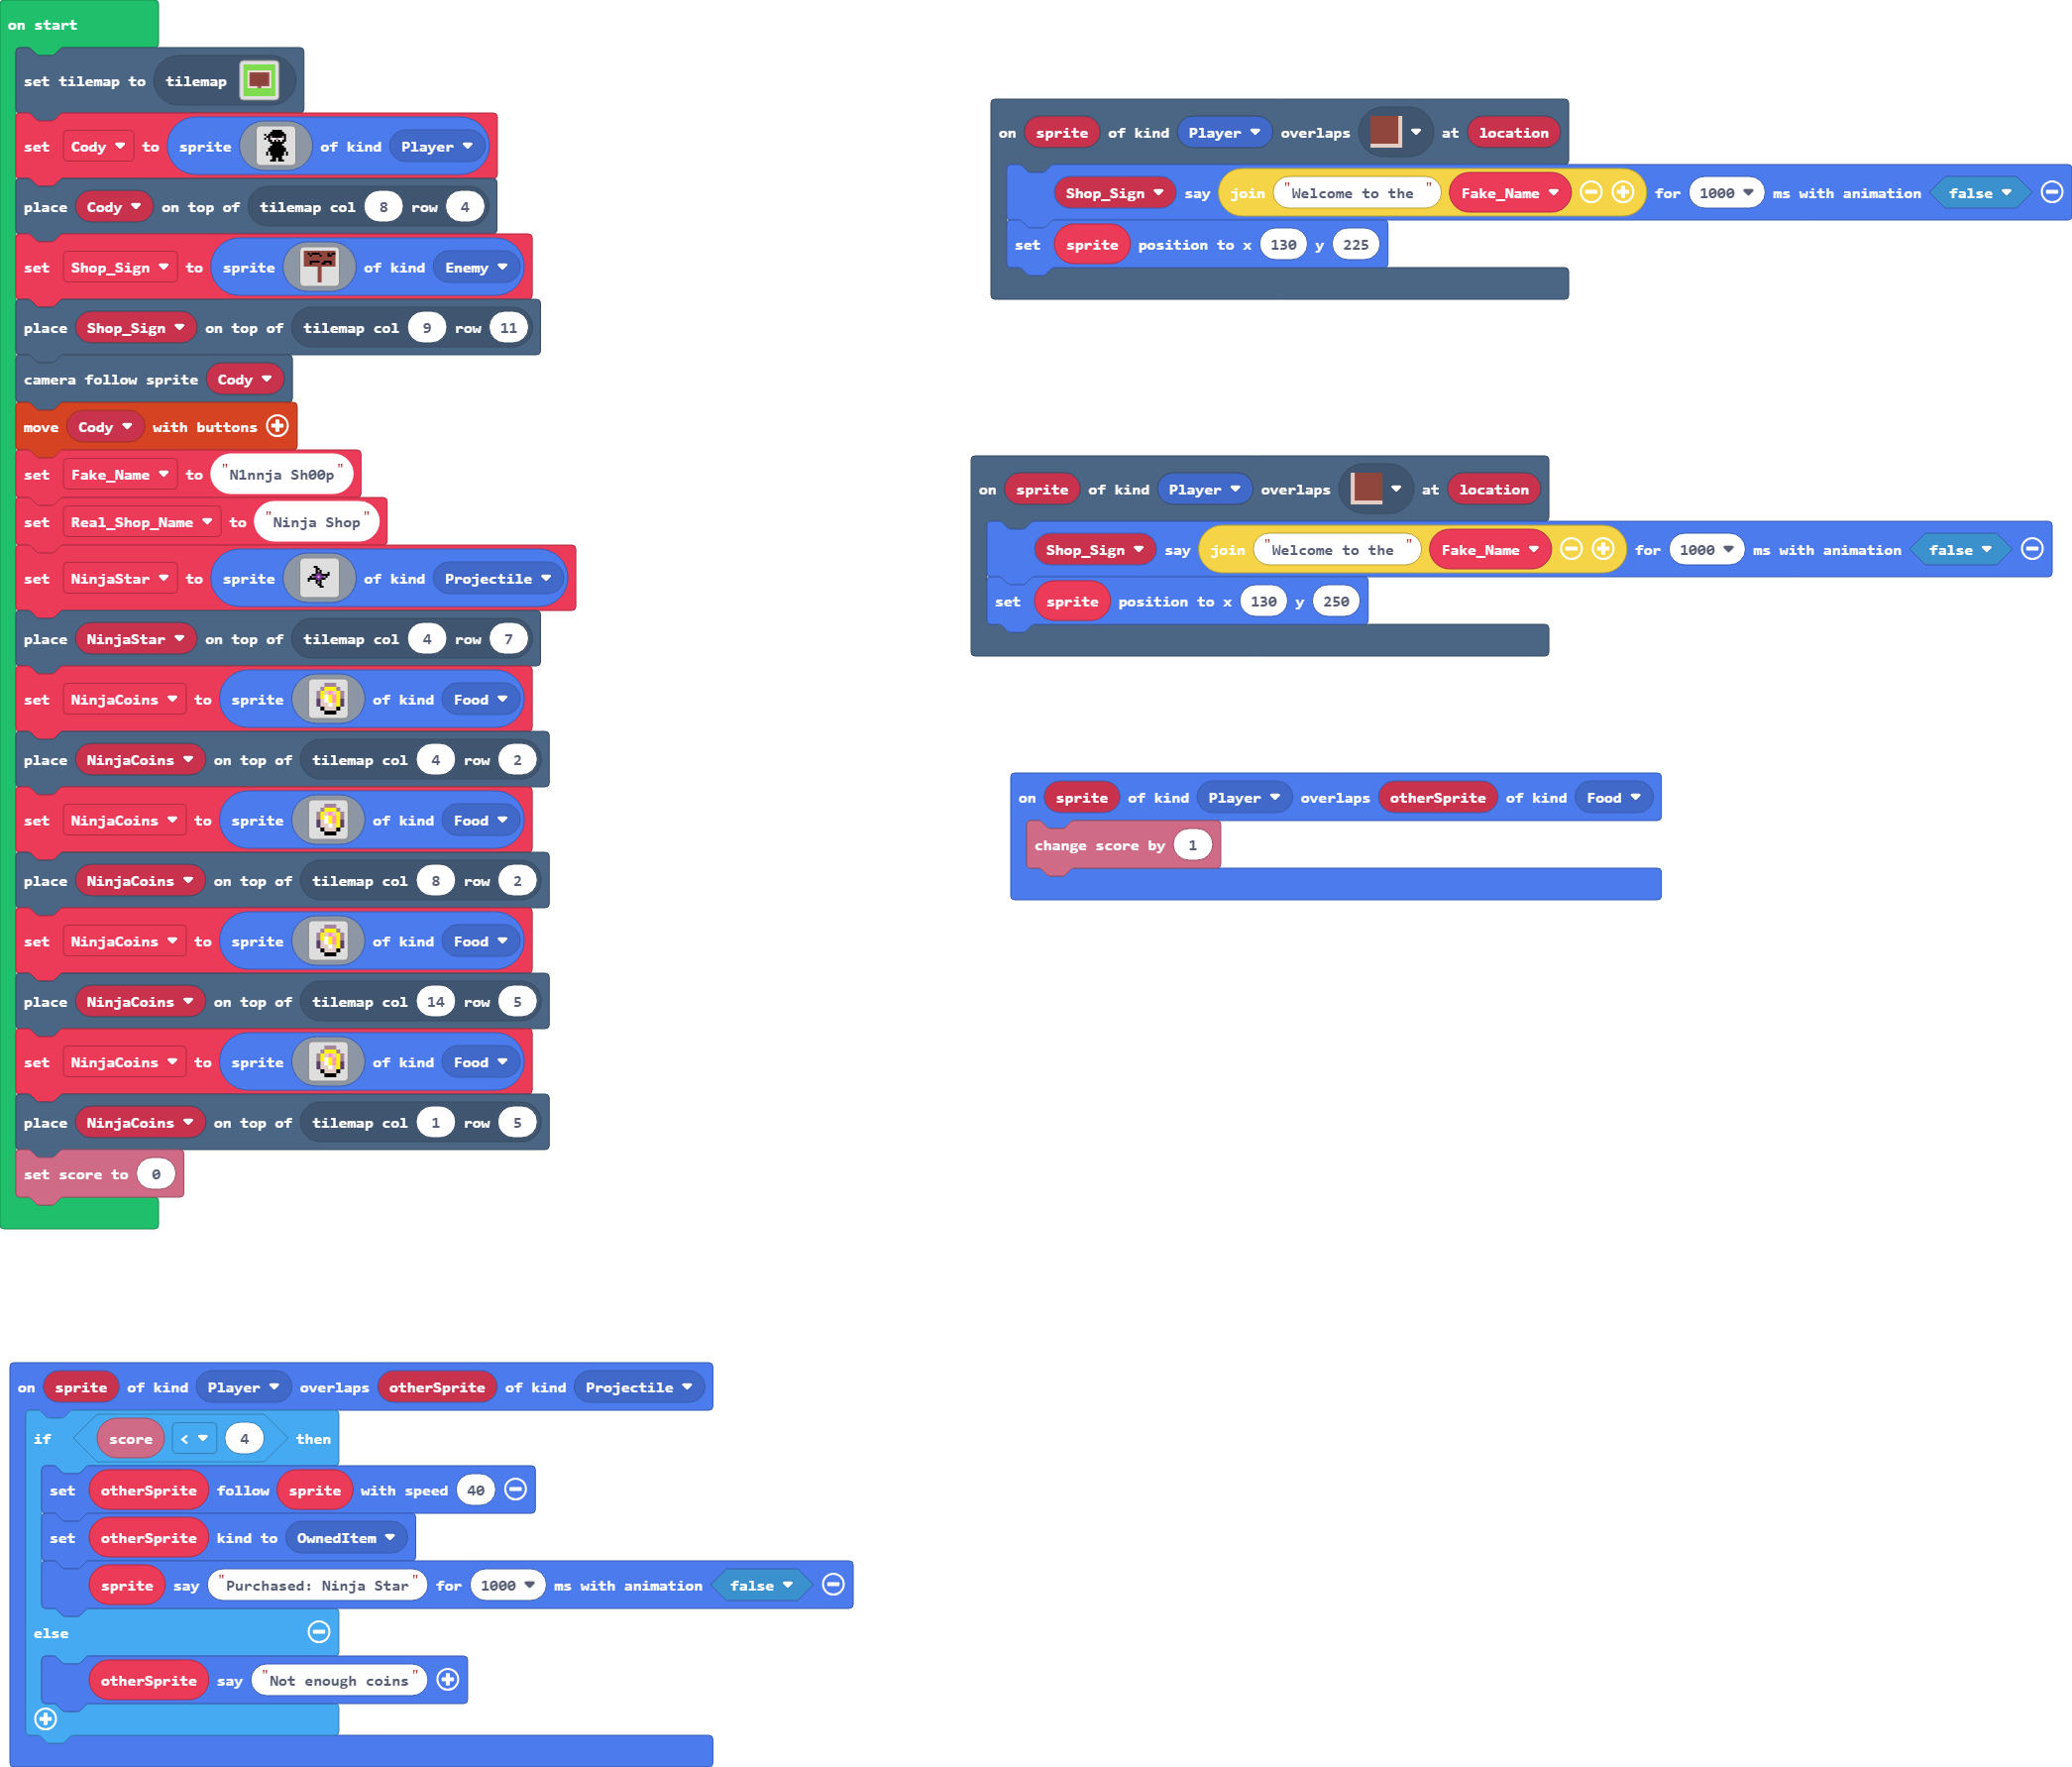 on start
set tilemap to tilemap
set Cody to sprite of kind Player
place Cody on top of tilemap col 8 row 4
set Shop_Sign to sprite of kind Enemy
place Shop_Sign on top of tilemap col 9 row 11
camera follow sprite Cody
move Cody with buttons
set Fake_Name to "N1nnja Sh00p"
set Real_Shop_Name to "Ninja Shop"
set NinjaStar to sprite of kind Projectile
place NinjaStar on top of tilemap col 4 row 7
set NinjaCoins to sprite of kind Food
place NinjaCoins on top of tilemap col 4 row 2
set NinjaCoins to sprite of kind Food
place NinjaCoins on top of tilemap col 8 row 2
set NinjaCoins to sprite of kind Food
place NinjaCoins on top of tilemap col 14 row 5
set NinjaCoins to sprite of kind Food
place NinjaCoins on top of tilemap col 1 row 5
set score to 0
on sprite of kind Player overlaps at location
Shop_Sign say join "Welcome to the " Fake_Name for 1000 ms with animation false
set sprite position to x 130 y 225
on sprite of kind Player overlaps at location
Shop_Sign say join "Welcome to the " Fake_Name for 1000 ms with animation false
set sprite position to x 130 y 250
on sprite of kind Player overlaps otherSprite of kind Food
change score by 1
on sprite of kind Player overlaps otherSprite of kind Projectile
if score < 4 then
set otherSprite follow sprite with speed 40
set otherSprite kind to OwnedItem
sprite say "Purchased: Ninja Star" for 1000 ms with animation false
else
otherSprite say "Not enough coins"